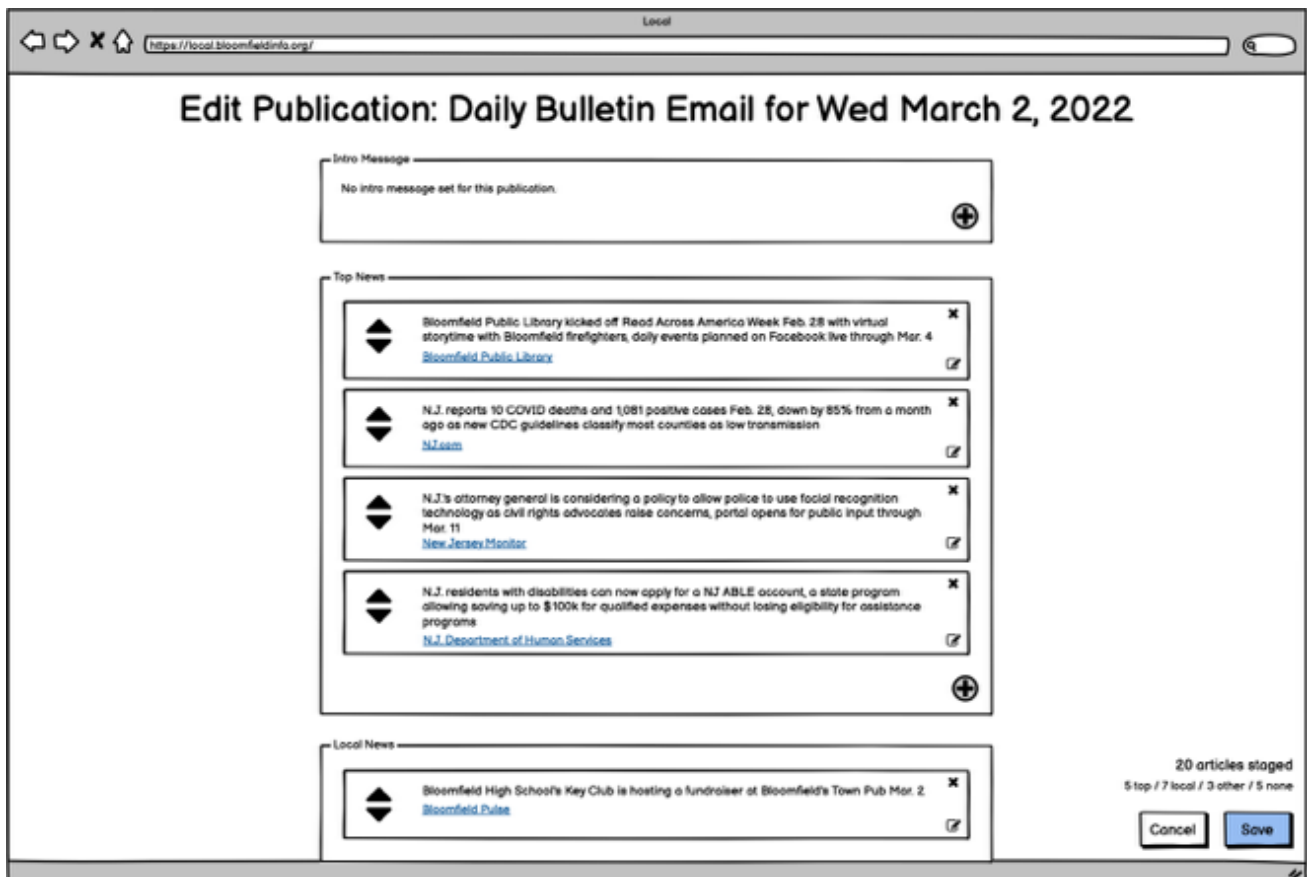 Local
https://local.bloomfieldinfo.org/
Edit Publication: Daily Bulletin Email for Wed March 2, 2022
Intro Message
No intro message set for this publication.
Top News
Bloomfield Public Library kicked off Read Across America Week Feb. 28 with virtual
storytime with Bloomfield firefighters, daily events planned on Facebook live through Mar. 4
Bloomfield Public Library
N.J. reports 10 COVID deaths and 1,081 positive cases Feb. 28, down by 85% from a month
ago as new CDC guidelines classify most counties as low transmission
NJ.com
N.J.'s attorney general is considering a policy to allow police to use facial recognition
technology as civil rights advocates raise concerns, portal opens for public input through
Mar. 11
New Jersey Monitor
N.J. residents with disabilities can now apply for a NJ ABLE account, a state program
allowing saving up to $100k for qualified expenses without losing eligibility for assistance
programs
N.J. Department of Human Services
Local News
Bloomfield High School's Key Club is hosting a fundraiser at Bloomfield's Town Pub Mar. 2
Bloomfield Pulse
20 articles staged
5 top / 7 local / 3 other / 5 none
Cancel
Save